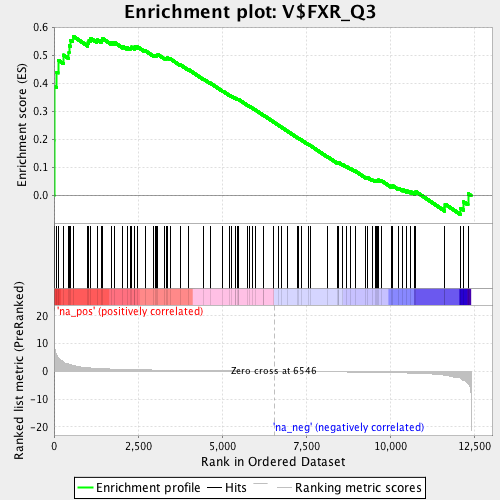 Enrichment plot: V$FXR_Q3
Enrichment score (ES)
0.6
0.5
0.4
0.3
0.2
0.1
0.0
'na_pos' (positively correlated)
Ranked list metric (PreRanked)
20
10
0
-10
-20
Zero cross at 6546
'na_neg' (negatively correlated)
0
2,500
5,000
7,500
10,000
12,500
Rank in Ordered Dataset
Enrichment profile
Hits
Ranking metric scores